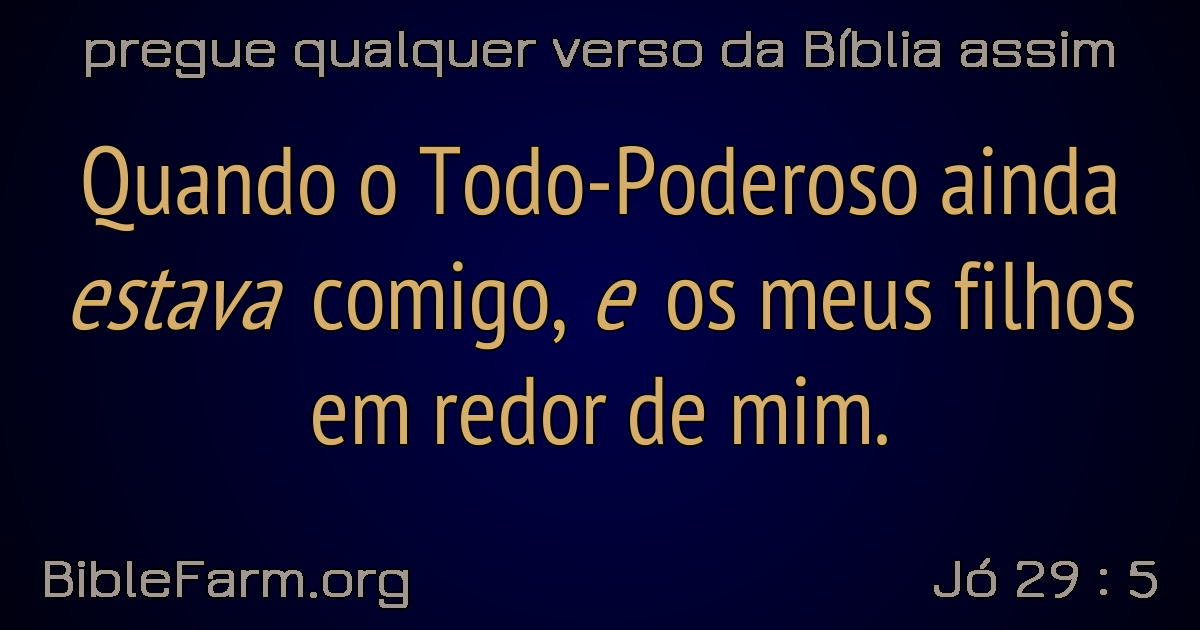 pregue qualquer verso da Bíblia assim
Quando o Todo-Poderoso ainda
estava comigo, e os meus filhos
em redor de mim.
BibleFarm.org
Jó 29 : 5